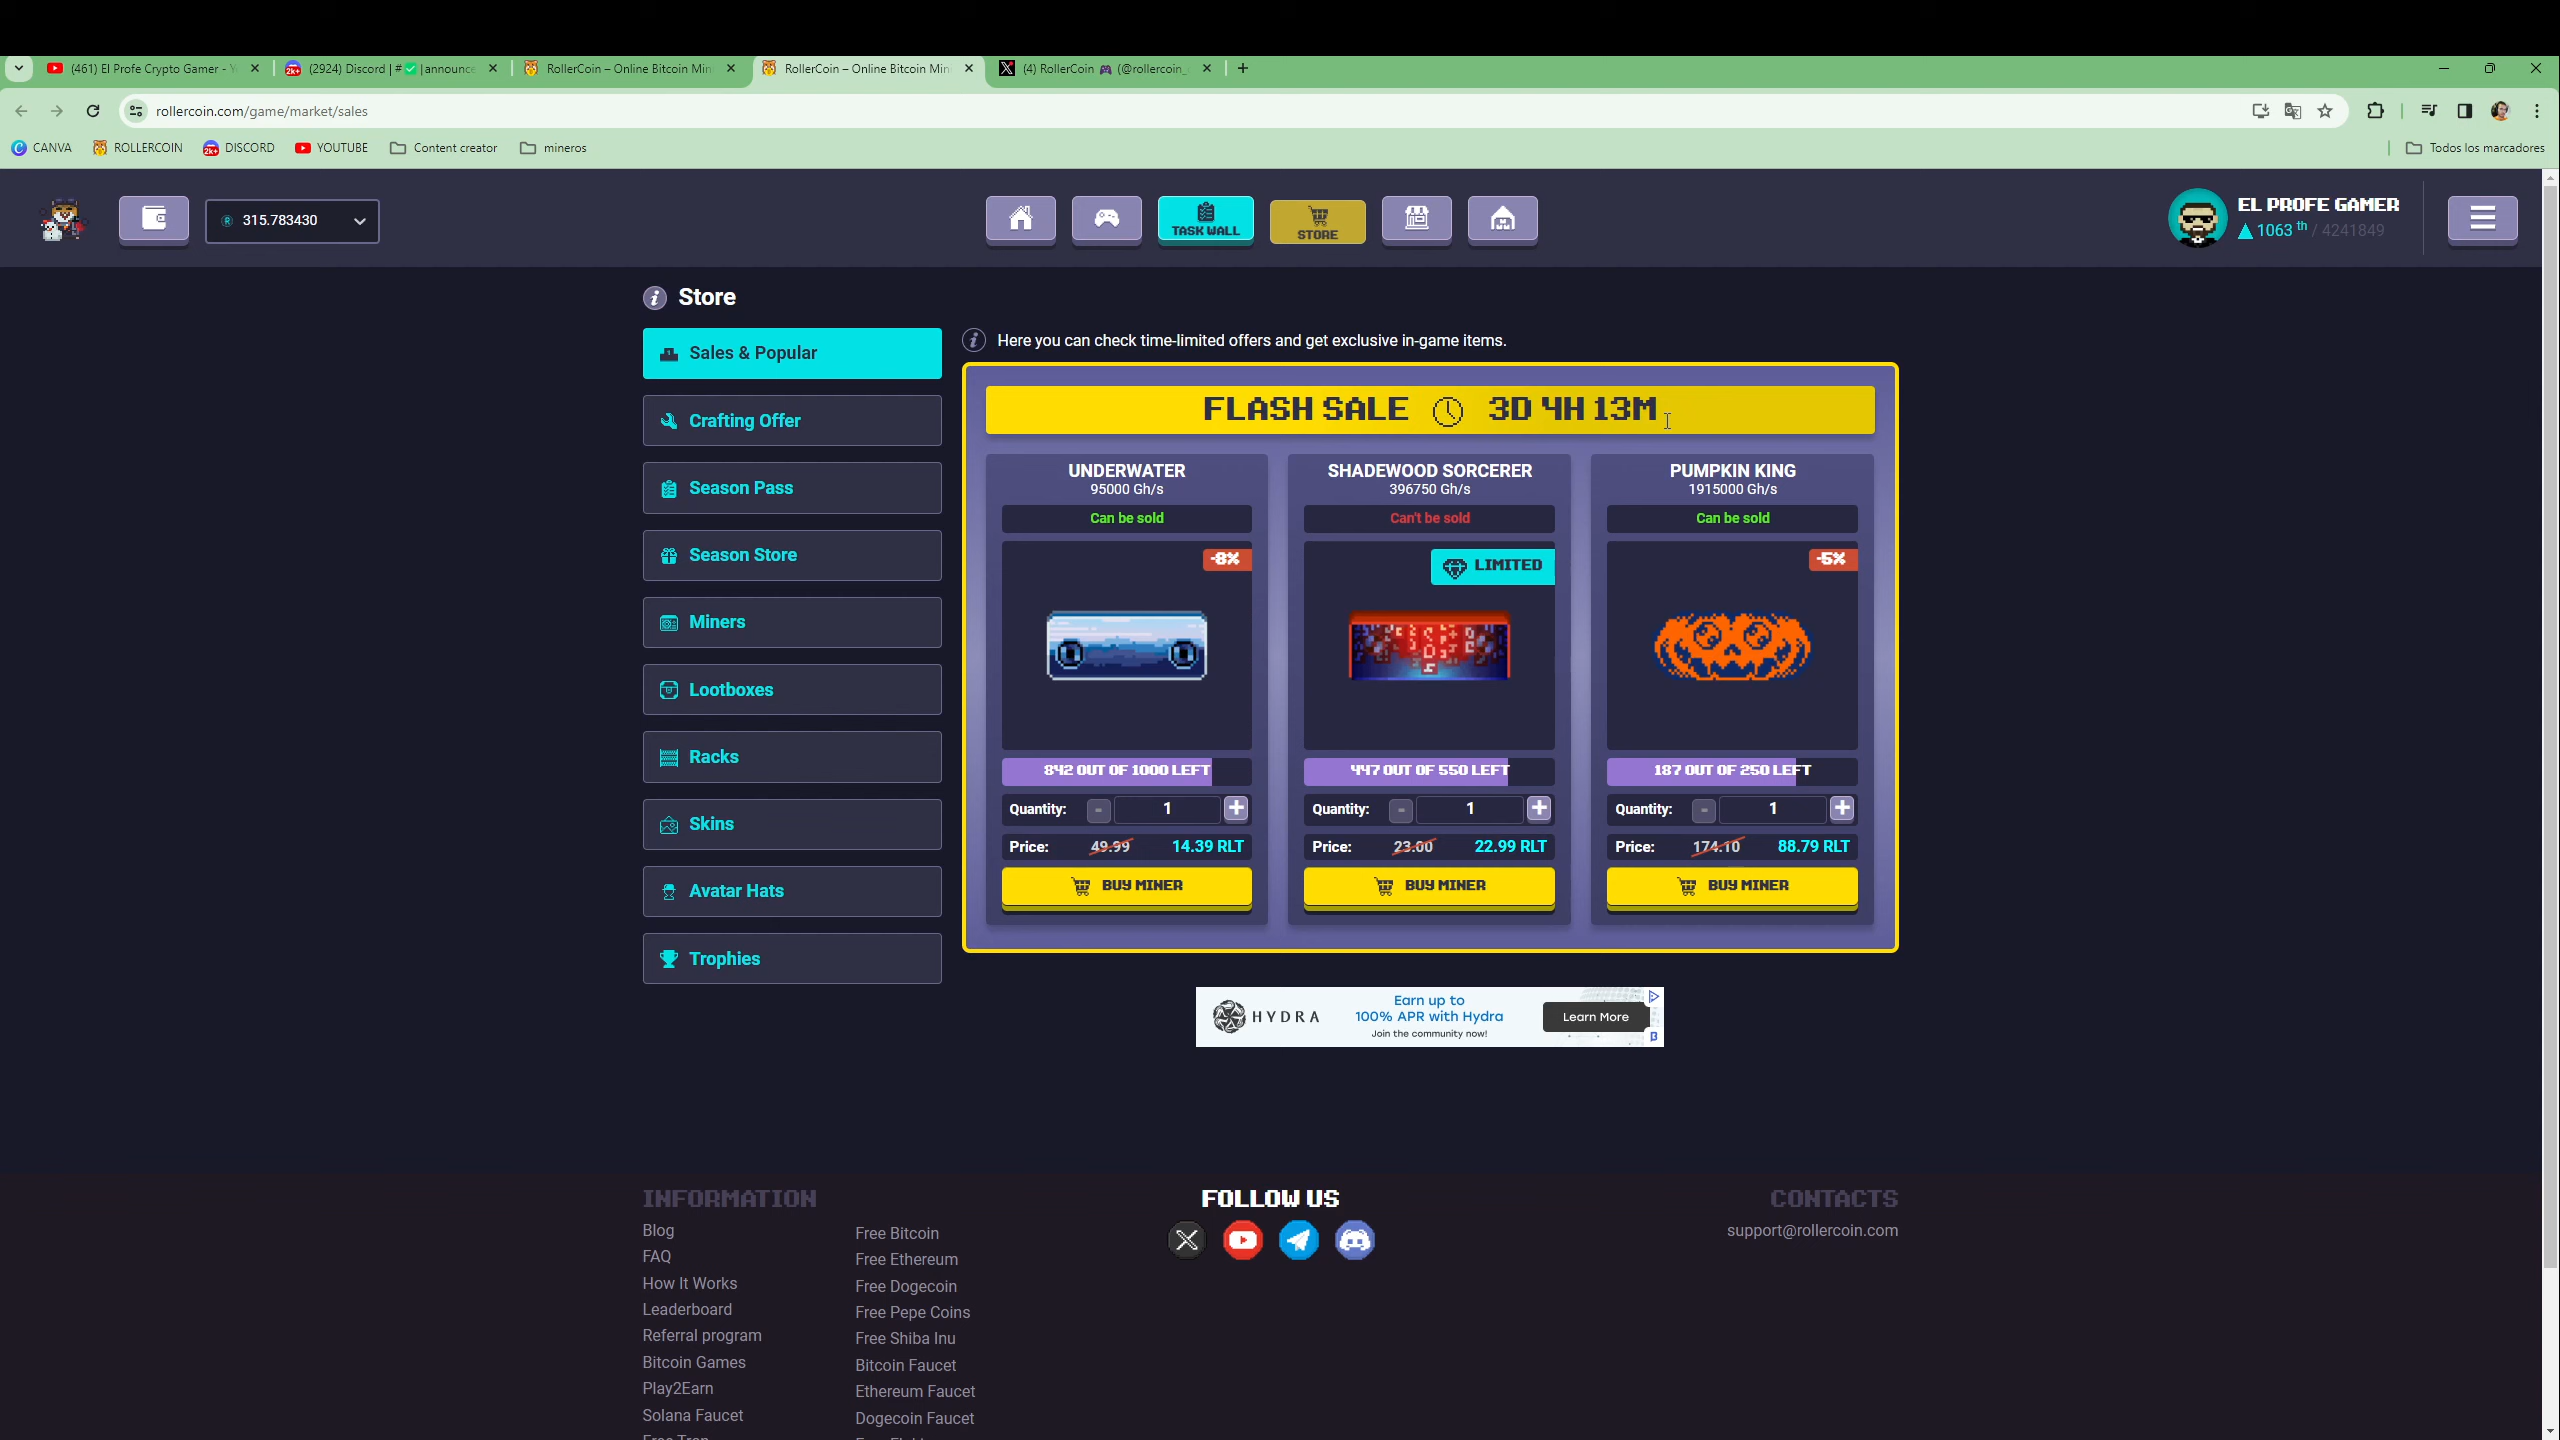 (461) El Profe Crypto Gamer - Y
(2924) Discord | #✅|announce
RollerCoin – Online Bitcoin Min
RollerCoin – Online Bitcoin Min
(4) RollerCoin 🎮 (@rollercoin_
rollercoin.com/game/market/sales
CANVA ROLLERCOIN DISCORD YOUTUBE Content creator mineros Todos los marcadores
315.783430
TASK WALL
STORE
EL PROFE GAMER
1063 th / 4241849
Store
Sales & Popular
Crafting Offer
Season Pass
Season Store
Miners
Lootboxes
Racks
Skins
Avatar Hats
Trophies
Here you can check time-limited offers and get exclusive in-game items.
FLASH SALE 3D 4H 13M
UNDERWATER
95000 Gh/s
Can be sold
-8%
842 OUT OF 1000 LEFT
Quantity: - 1 +
Price: 49.99 14.39 RLT
BUY MINER
SHADEWOOD SORCERER
396750 Gh/s
Can't be sold
LIMITED
447 OUT OF 550 LEFT
Quantity: - 1 +
Price: 23.00 22.99 RLT
BUY MINER
PUMPKIN KING
1915000 Gh/s
Can be sold
-5%
187 OUT OF 250 LEFT
Quantity: - 1 +
Price: 174.10 88.79 RLT
BUY MINER
HYDRA
Earn up to
100% APR with Hydra
Join the community now!
Learn More
INFORMATION
Blog
FAQ
How It Works
Leaderboard
Referral program
Bitcoin Games
Play2Earn
Solana Faucet
Free Bitcoin
Free Ethereum
Free Dogecoin
Free Pepe Coins
Free Shiba Inu
Bitcoin Faucet
Ethereum Faucet
Dogecoin Faucet
FOLLOW US
CONTACTS
support@rollercoin.com